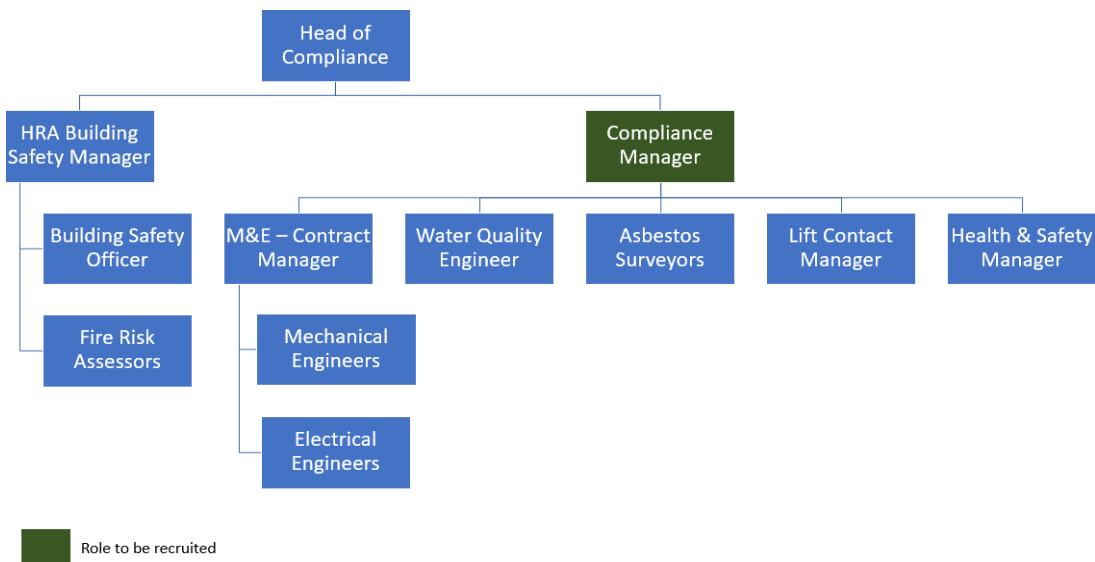 Head of
Compliance
HRA Building
Safety Manager
Compliance
Manager
Building Safety
Officer
M&E – Contract
Manager
Water Quality
Engineer
Asbestos
Surveyors
Lift Contact
Manager
Health & Safety
Manager
Fire Risk
Assessors
Mechanical
Engineers
Electrical
Engineers
Role to be recruited